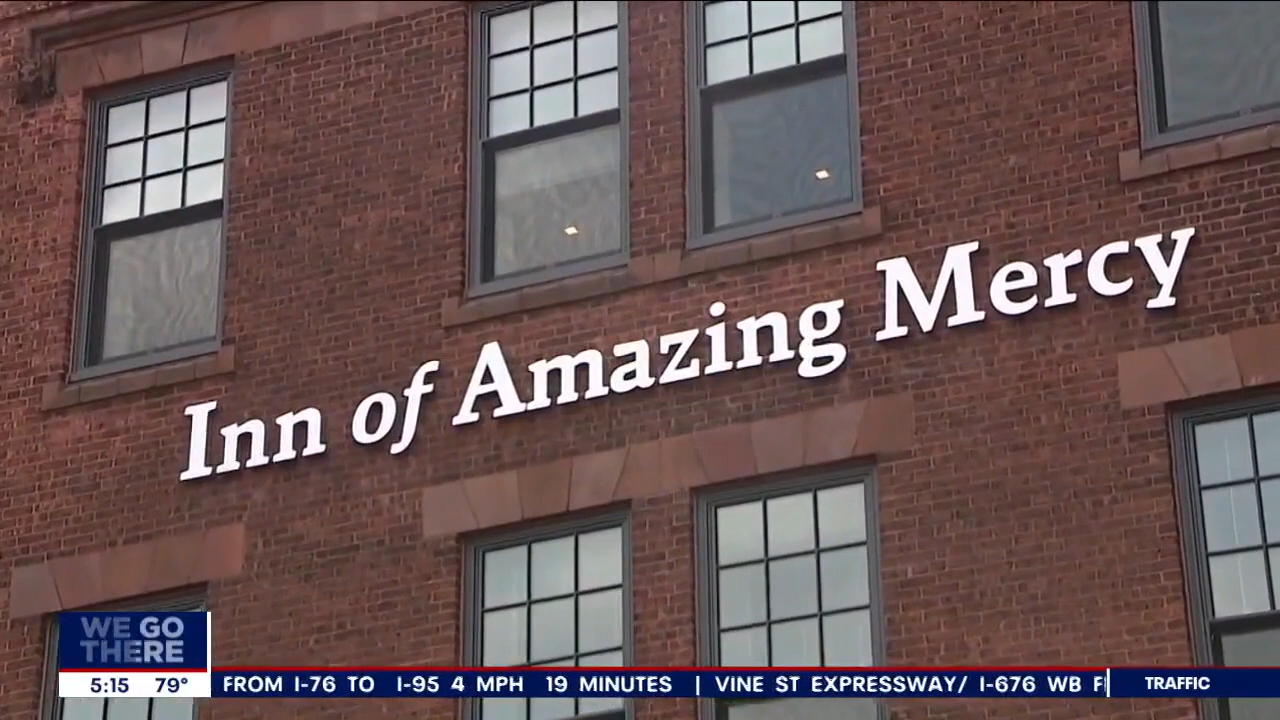 Inn of Amazing Mercy
WE GO
THERE
5:15 79°
FROM I-76 TO I-95 4 MPH 19 MINUTES | VINE ST EXPRESSWAY/ I-676 WB
TRAFFIC